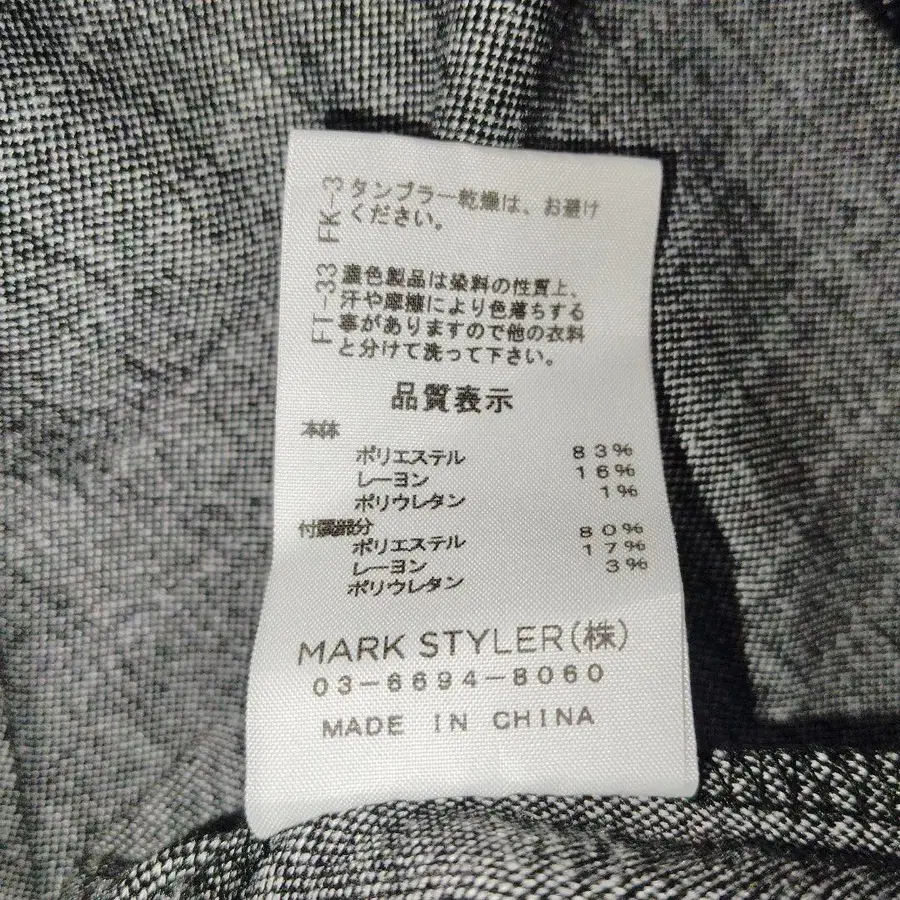 FK-3
タンブラー乾燥は、お避け
ください。
FT-33
濃色製品は染料の性質上、
汗や摩擦により色落ちする
事がありますので他の衣料
と分けて洗って下さい。
品質表示
本体
ポリエステル 83%
レーヨン 16%
ポリウレタン 1%
付属部分
ポリエステル 80%
レーヨン 17%
ポリウレタン 3%
MARK STYLER(株)
03-6694-8060
MADE IN CHINA